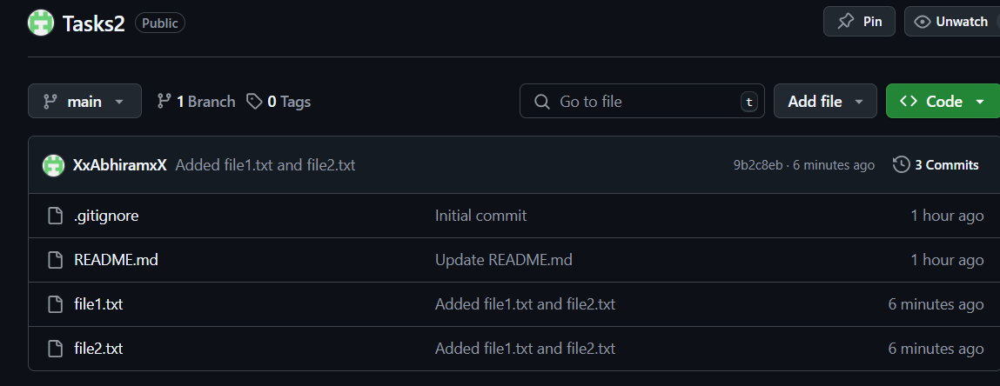 Tasks2 Public Pin Unwatch
main 1 Branch 0 Tags Go to file t Add file Code
XxAbhiramxX Added file1.txt and file2.txt 9b2c8eb · 6 minutes ago 3 Commits
.gitignore Initial commit 1 hour ago
README.md Update README.md 1 hour ago
file1.txt Added file1.txt and file2.txt 6 minutes ago
file2.txt Added file1.txt and file2.txt 6 minutes ago